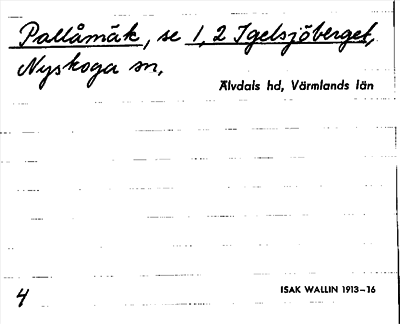 Pallåmäk, se 1, 2 Igelsjöberget,
Nyskoga sn,
Älvdals hd, Värmlands län
4
ISAK WALLIN 1913–16